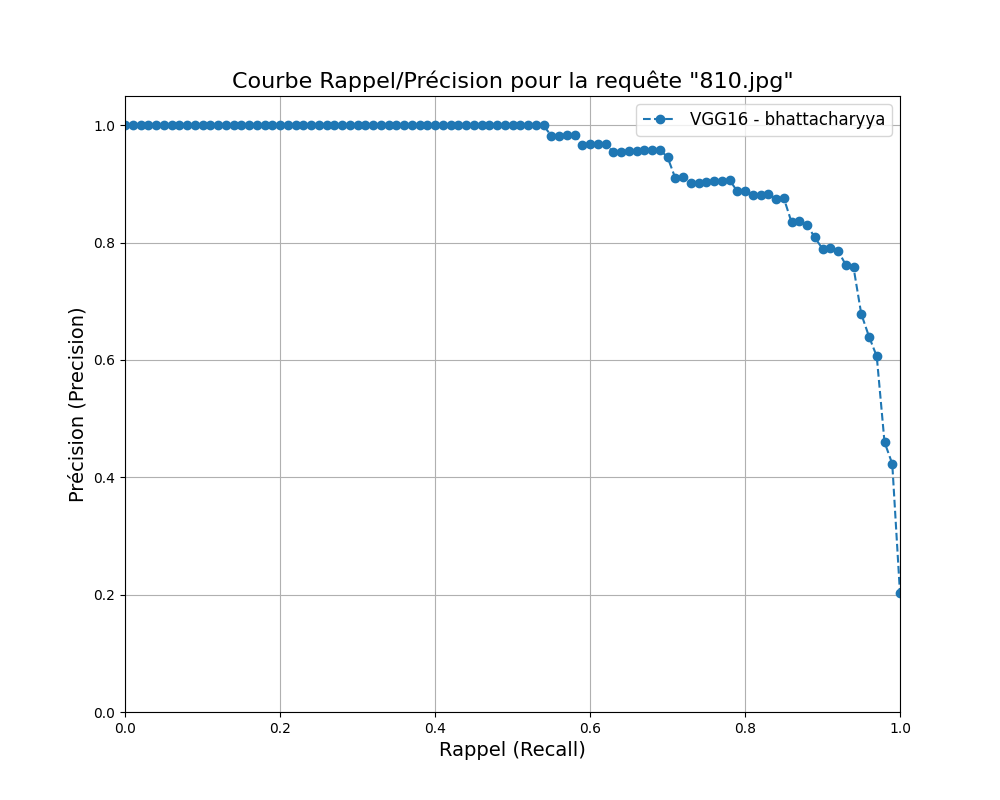 Courbe Rappel/Précision pour la requête "810.jpg"
VGG16 - bhattacharyya
1.0
0.8
0.6
0.4
0.2
0.0
Précision (Precision)
0.0 0.2 0.4 0.6 0.8 1.0
Rappel (Recall)